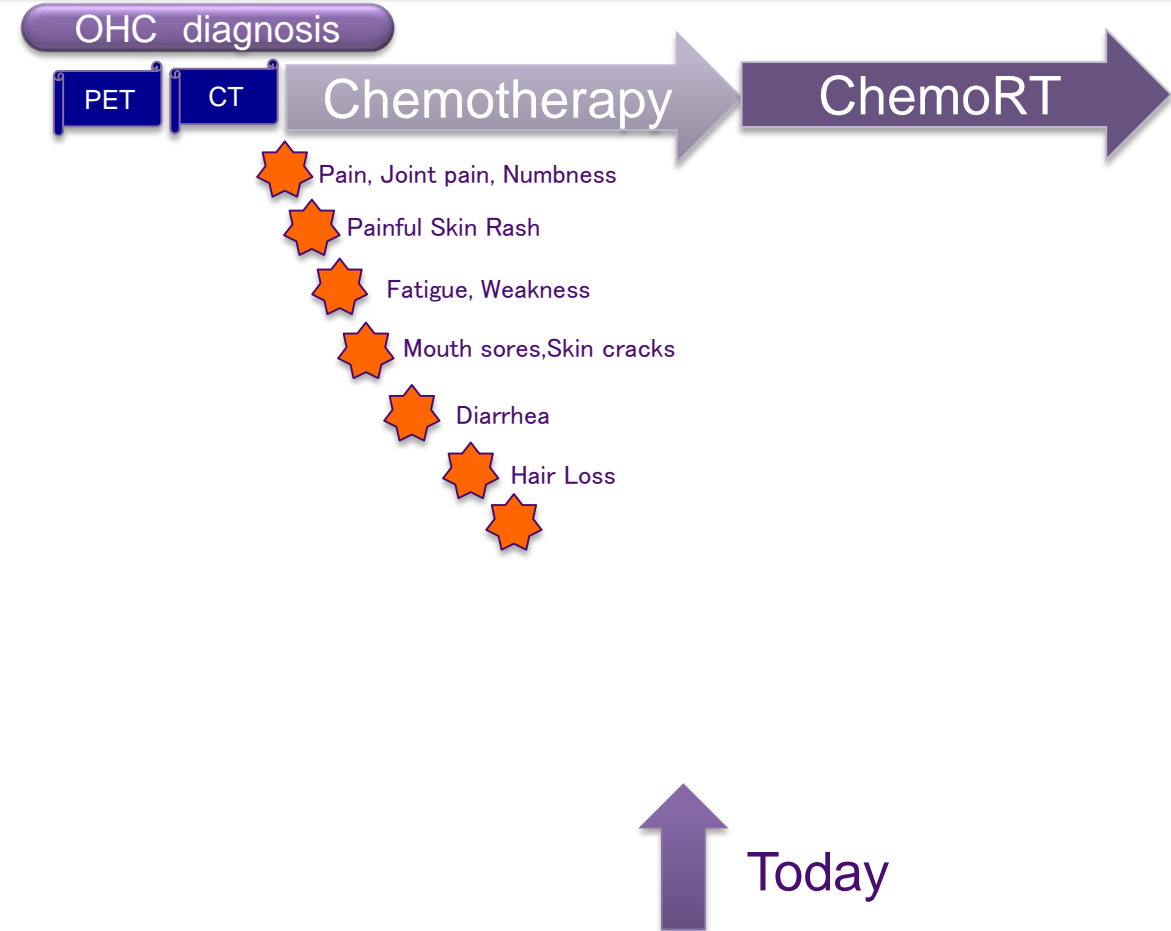 OHC diagnosis
PET
CT
Chemotherapy
ChemoRT
Pain, Joint pain, Numbness
Painful Skin Rash
Fatigue, Weakness
Mouth sores,Skin cracks
Diarrhea
Hair Loss
Today